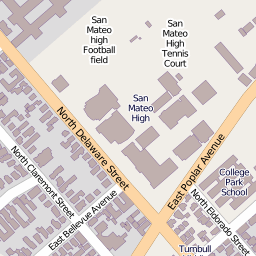 San
Mateo
high
Football
field
San
Mateo
High
Tennis
Court
San
Mateo
High
North Delaware Street
East Poplar Avenue
North Claremont Street
East Bellevue Avenue
College
Park
School
North Eldorado Street
Turnbull